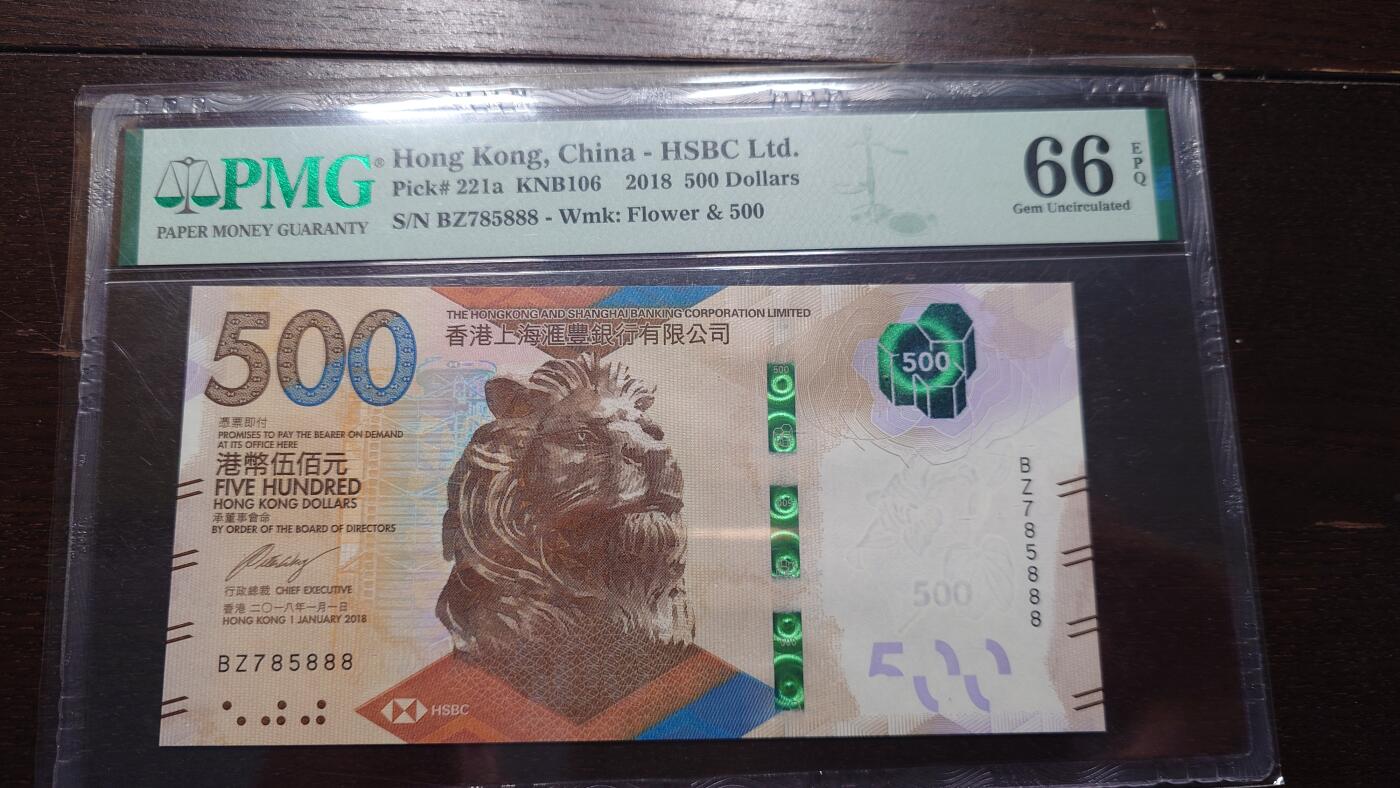 PMG®
PAPER MONEY GUARANTY
Hong Kong, China - HSBC Ltd.
Pick# 221a KNB106 2018 500 Dollars
S/N BZ785888 - Wmk: Flower & 500
66
EPQ
Gem Uncirculated
500
THE HONGKONG AND SHANGHAI BANKING CORPORATION LIMITED
香港上海滙豐銀行有限公司
憑票即付
PROMISES TO PAY THE BEARER ON DEMAND
AT ITS OFFICE HERE
港幣伍佰元
FIVE HUNDRED
HONG KONG DOLLARS
承董事會命
BY ORDER OF THE BOARD OF DIRECTORS
行政總裁 CHIEF EXECUTIVE
香港 二〇一八年一月一日
HONG KONG 1 JANUARY 2018
BZ785888
HSBC
500
500
BZ785888
500
500